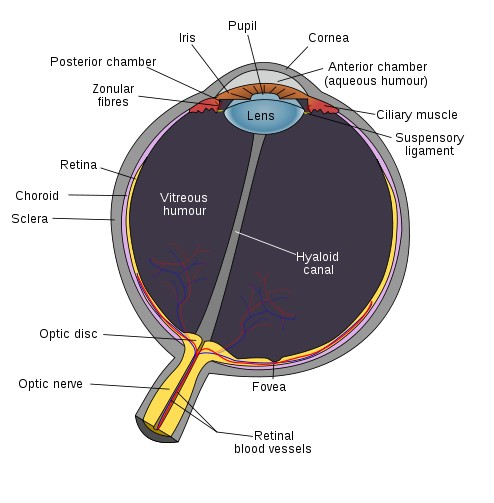 Pupil
Iris
Cornea
Posterior chamber
Anterior chamber
(aqueous humour)
Zonular
fibres
Lens
Ciliary muscle
Suspensory
ligament
Retina
Choroid
Vitreous
humour
Sclera
Hyaloid
canal
Optic disc
Optic nerve
Fovea
Retinal
blood vessels